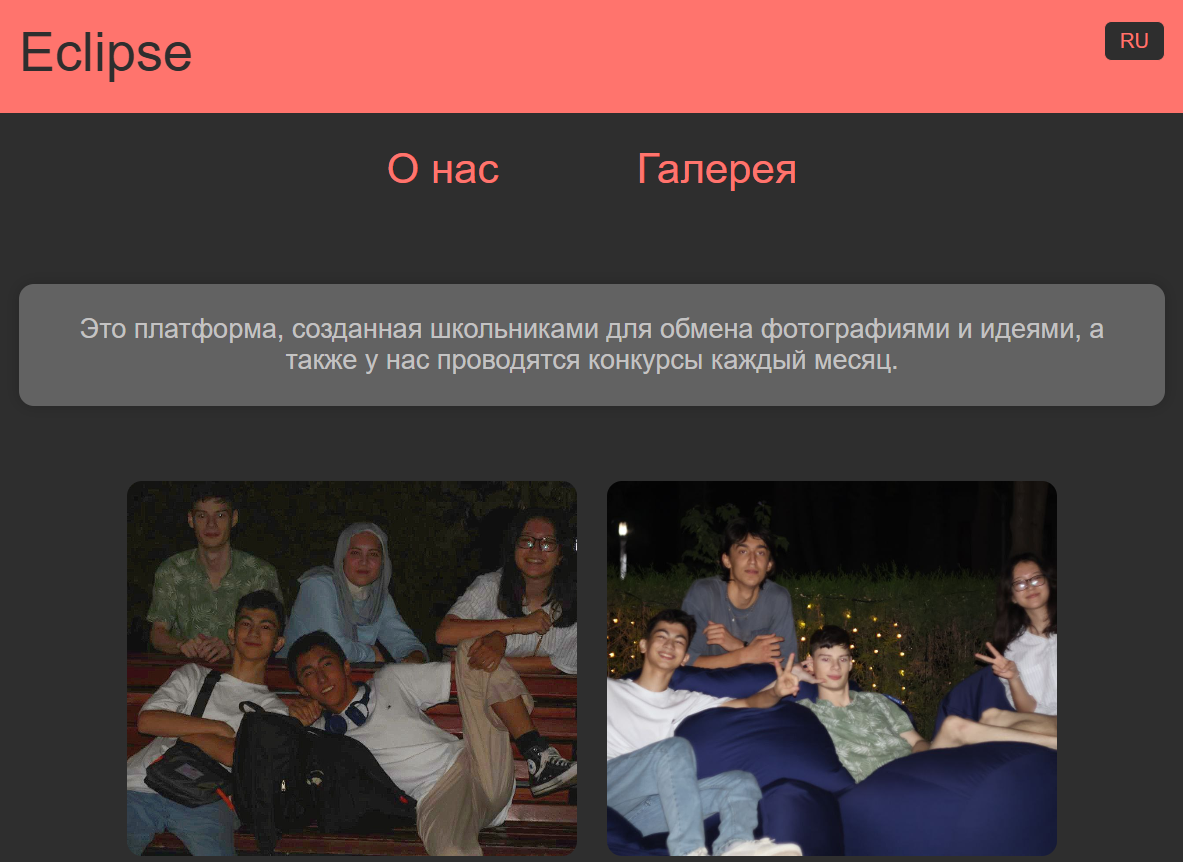 Eclipse
RU
О нас
Галерея
Это платформа, созданная школьниками для обмена фотографиями и идеями, а
также у нас проводятся конкурсы каждый месяц.